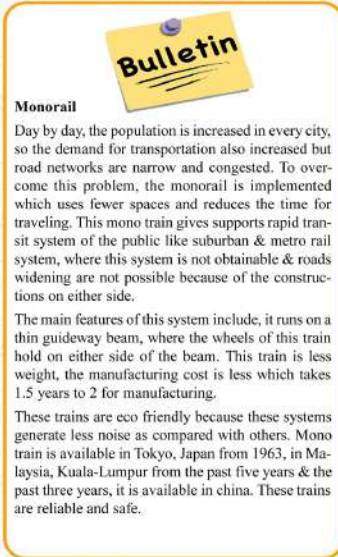 Bulletin
Monorail
Day by day, the population is increased in every city,
so the demand for transportation also increased but
road networks are narrow and congested. To over-
come this problem, the monorail is implemented
which uses fewer spaces and reduces the time for
traveling. This mono train gives supports rapid tran-
sit system of the public like suburban & metro rail
system, where this system is not obtainable & roads
widening are not possible because of the construc-
tions on either side.
The main features of this system include, it runs on a
thin guideway beam, where the wheels of this train
hold on either side of the beam. This train is less
weight, the manufacturing cost is less which takes
1.5 years to 2 for manufacturing.
These trains are eco friendly because these systems
generate less noise as compared with others. Mono
train is available in Tokyo, Japan from 1963, in Ma-
laysia, Kuala-Lumpur from the past five years & the
past three years, it is available in china. These trains
are reliable and safe.